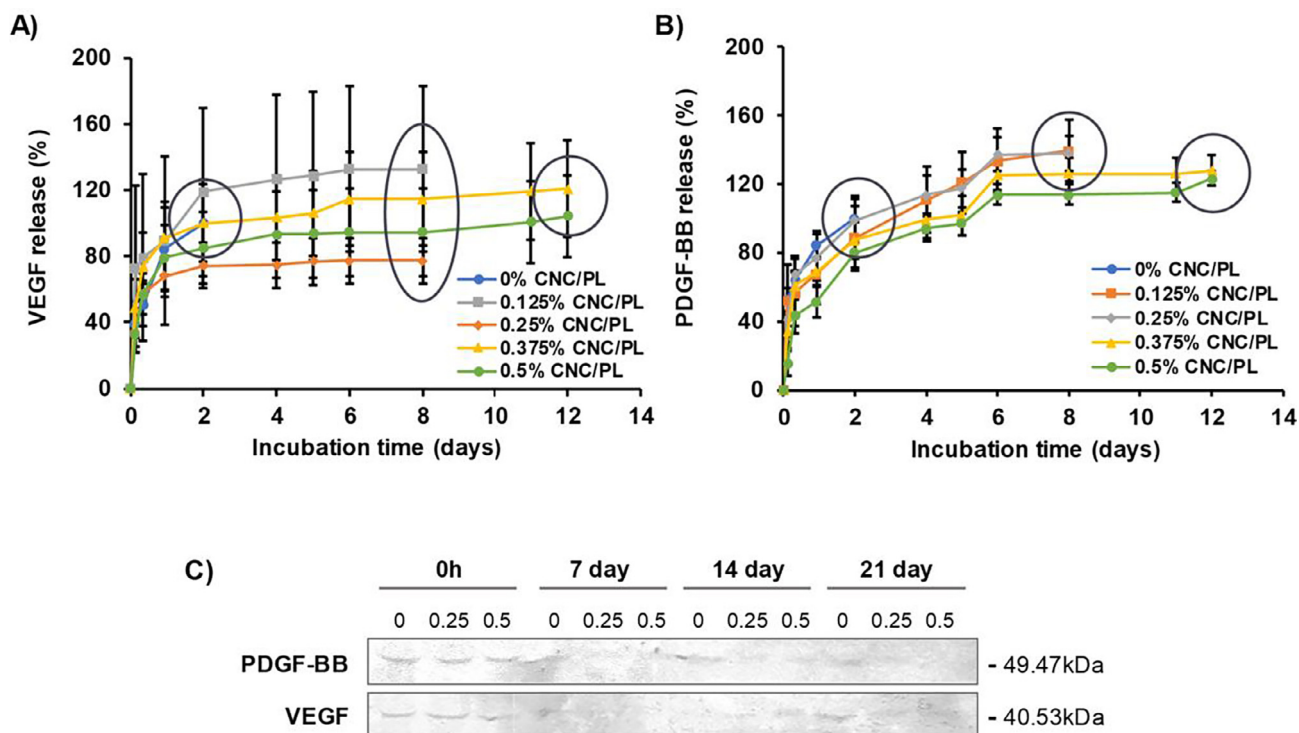 A)
200
160
120
80
40
0
VEGF release (%)
0 2 4 6 8 10 12 14
Incubation time (days)
0% CNC/PL
0.125% CNC/PL
0.25% CNC/PL
0.375% CNC/PL
0.5% CNC/PL
B)
200
160
120
80
40
0
PDGF-BB release (%)
0 2 4 6 8 10 12 14
Incubation time (days)
0% CNC/PL
0.125% CNC/PL
0.25% CNC/PL
0.375% CNC/PL
0.5% CNC/PL
C)
0h 7 day 14 day 21 day
0 0.25 0.5 0 0.25 0.5 0 0.25 0.5 0 0.25 0.5
PDGF-BB - 49.47kDa
VEGF - 40.53kDa